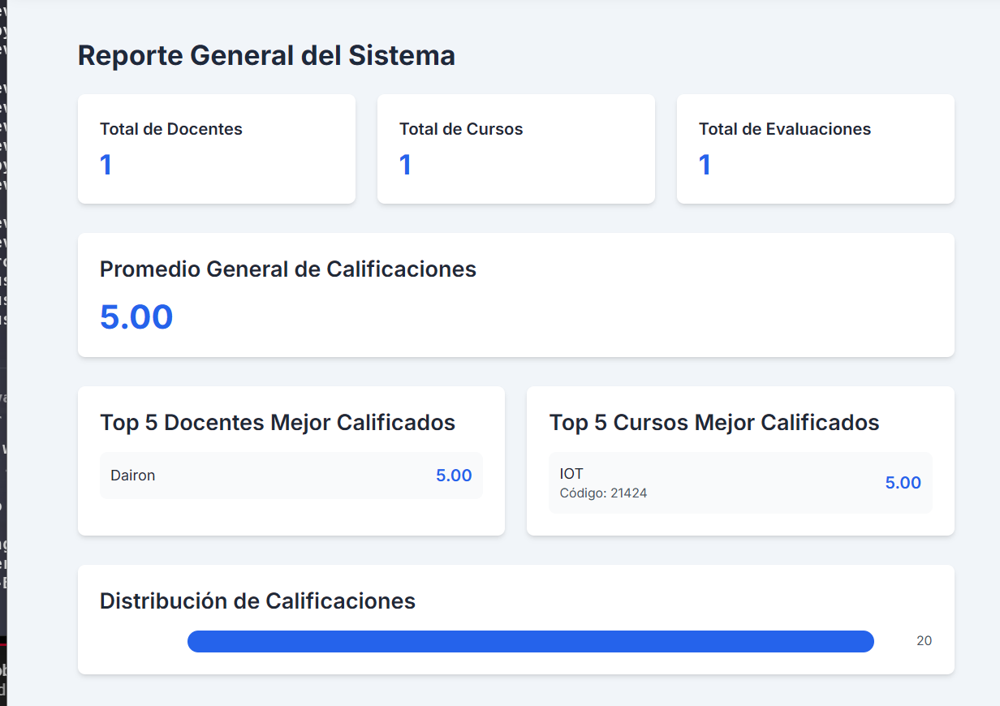 Reporte General del Sistema
Total de Docentes
1
Total de Cursos
1
Total de Evaluaciones
1
Promedio General de Calificaciones
5.00
Top 5 Docentes Mejor Calificados
Dairon 5.00
Top 5 Cursos Mejor Calificados
IOT
Código: 21424
5.00
Distribución de Calificaciones
20